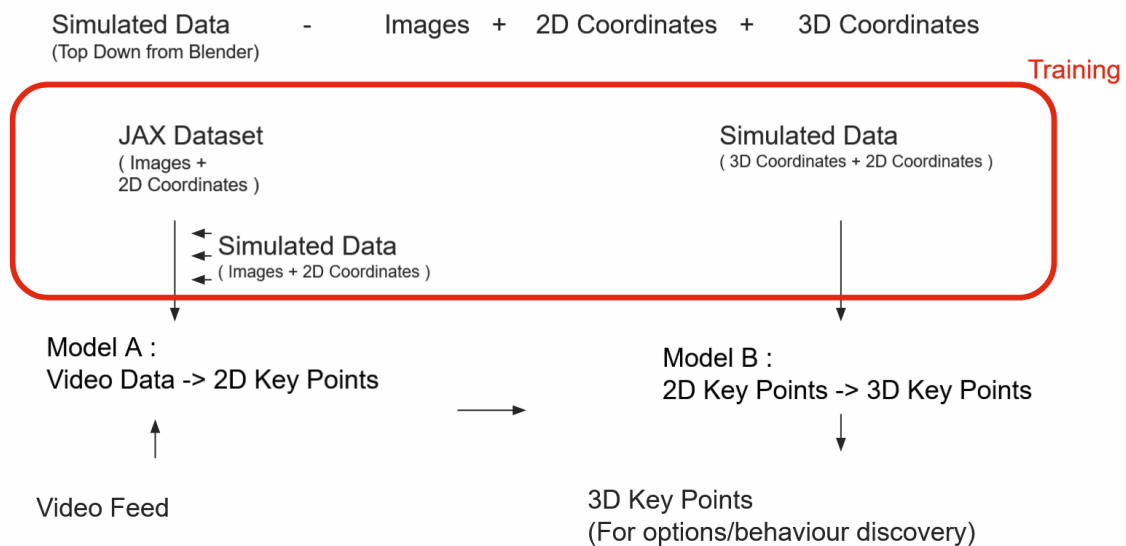 Simulated Data - Images + 2D Coordinates + 3D Coordinates
(Top Down from Blender)
Training
JAX Dataset
( Images +
2D Coordinates )
Simulated Data
( 3D Coordinates + 2D Coordinates )
Simulated Data
( Images + 2D Coordinates )
Model A :
Video Data -> 2D Key Points
Model B :
2D Key Points -> 3D Key Points
Video Feed
3D Key Points
(For options/behaviour discovery)